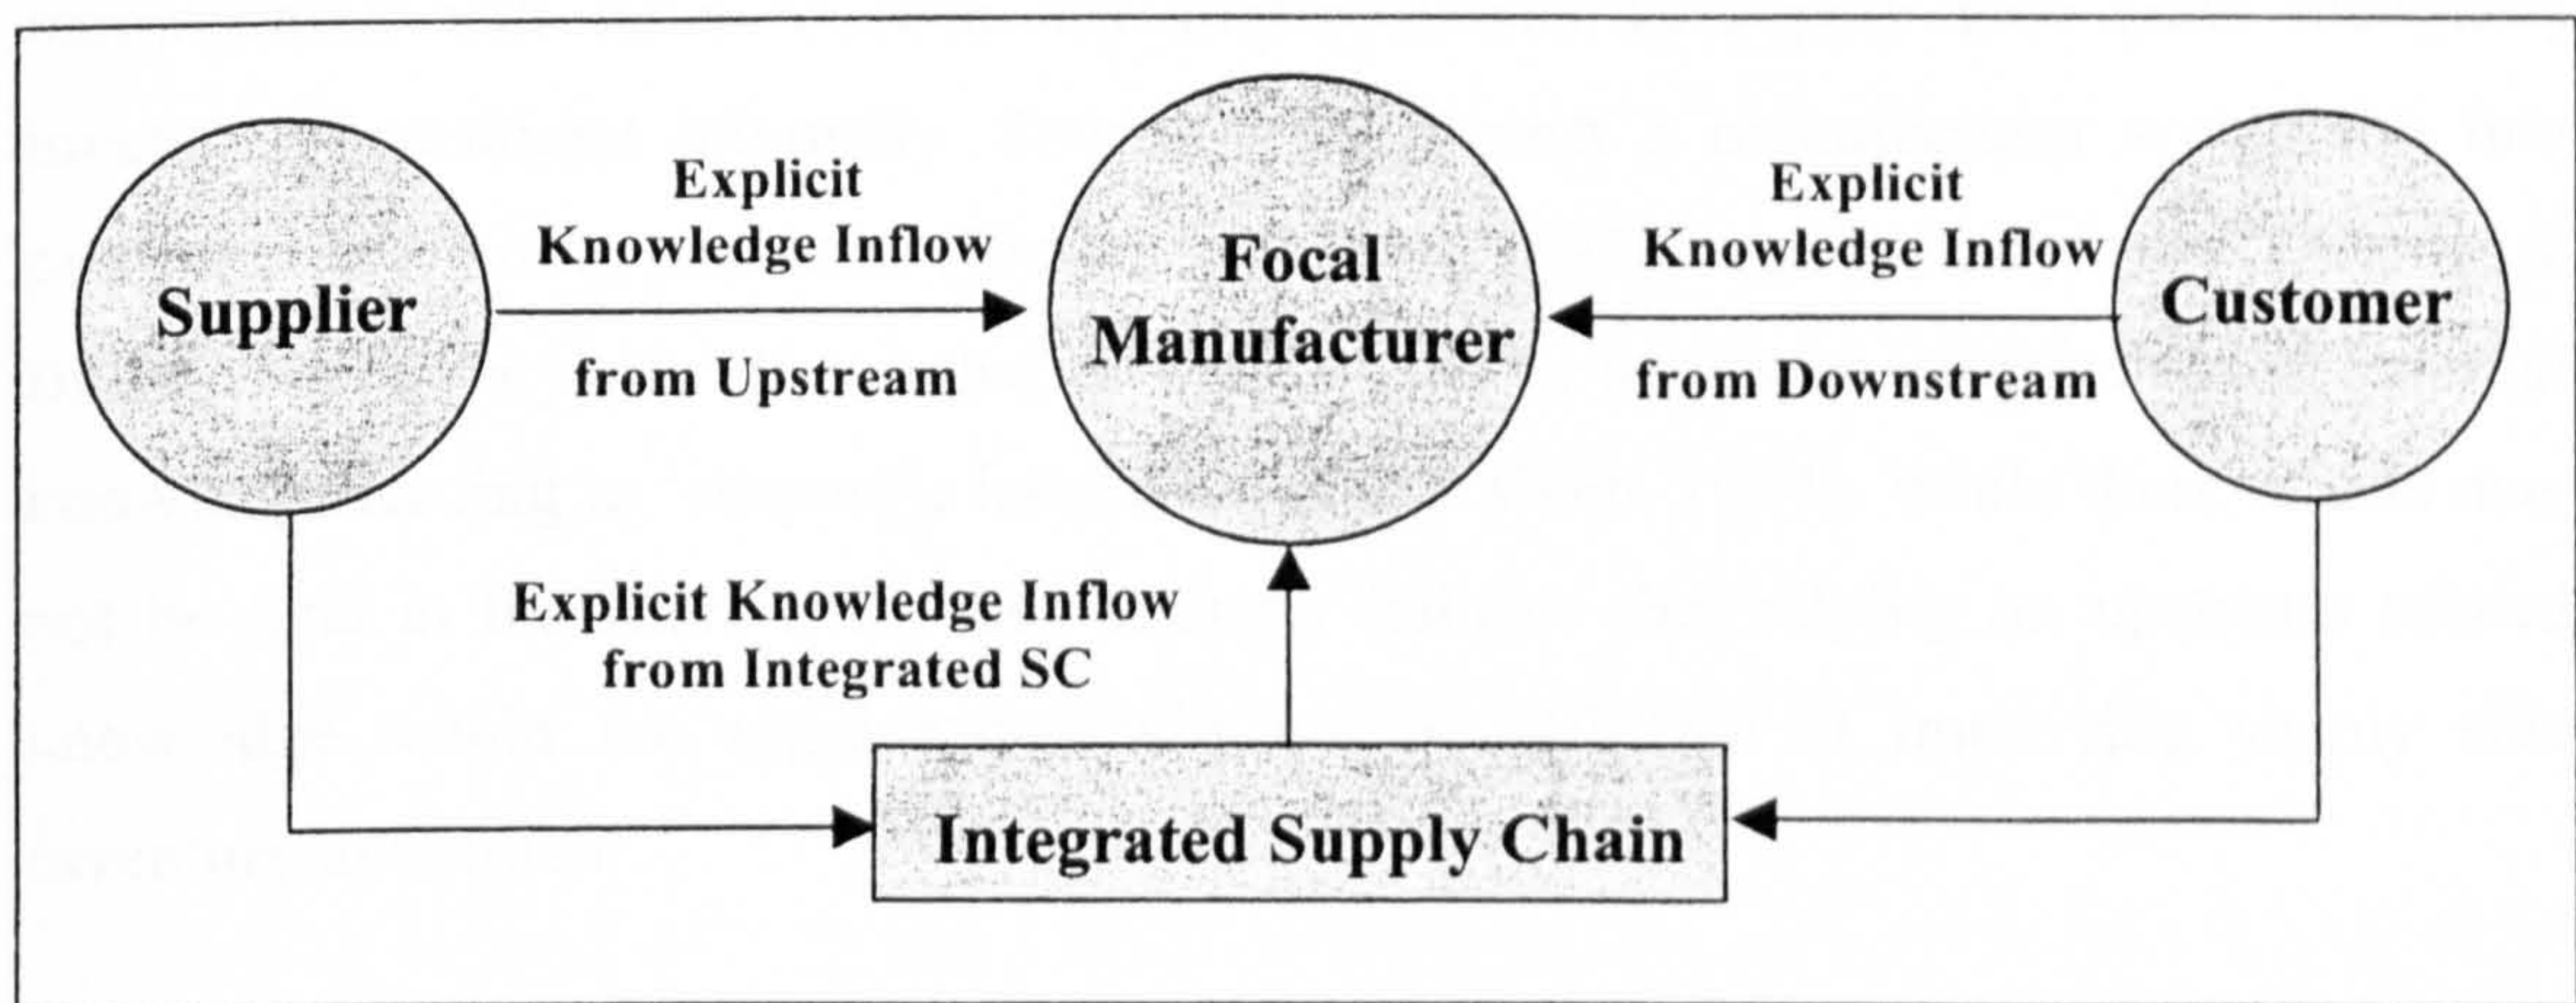 Supplier
Explicit
Knowledge Inflow
from Upstream
Focal
Manufacturer
Explicit
Knowledge Inflow
from Downstream
Customer
Explicit Knowledge Inflow
from Integrated SC
Integrated Supply Chain